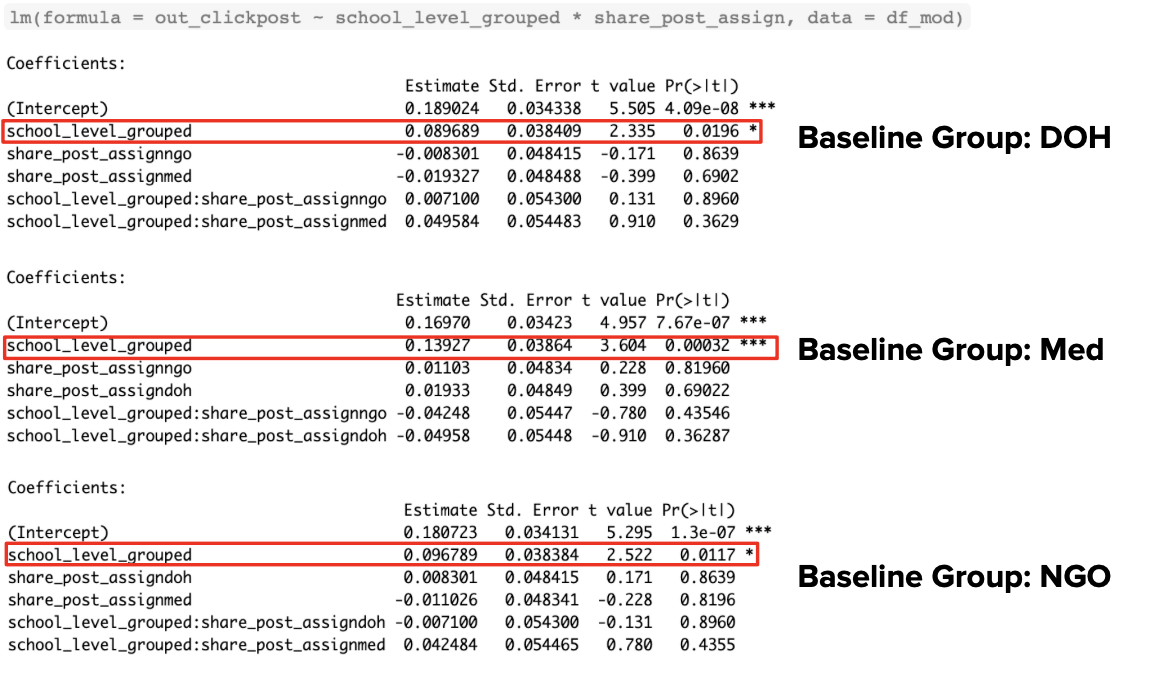 lm(formula = out_clickpost ~ school_level_grouped * share_post_assign, data = df_mod)
Coefficients:
Estimate Std. Error t value Pr(>|t|)
(Intercept) 0.189024 0.034338 5.505 4.09e-08 ***
school_level_grouped 0.089689 0.038409 2.335 0.0196 *
Baseline Group: DOH
share_post_assignngo -0.008301 0.048415 -0.171 0.8639
share_post_assignmed -0.019327 0.048488 -0.399 0.6902
school_level_grouped:share_post_assignngo 0.007100 0.054300 0.131 0.8960
school_level_grouped:share_post_assignmed 0.049584 0.054483 0.910 0.3629
Coefficients:
Estimate Std. Error t value Pr(>|t|)
(Intercept) 0.16970 0.03423 4.957 7.67e-07 ***
school_level_grouped 0.13927 0.03864 3.604 0.00032 ***
Baseline Group: Med
share_post_assignngo 0.01103 0.04834 0.228 0.81960
share_post_assigndoh 0.01933 0.04849 0.399 0.69022
school_level_grouped:share_post_assignngo -0.04248 0.05447 -0.780 0.43546
school_level_grouped:share_post_assigndoh -0.04958 0.05448 -0.910 0.36287
Coefficients:
Estimate Std. Error t value Pr(>|t|)
(Intercept) 0.180723 0.034131 5.295 1.3e-07 ***
school_level_grouped 0.096789 0.038384 2.522 0.0117 *
share_post_assigndoh 0.008301 0.048415 0.171 0.8639
Baseline Group: NGO
share_post_assignmed -0.011026 0.048341 -0.228 0.8196
school_level_grouped:share_post_assigndoh -0.007100 0.054300 -0.131 0.8960
school_level_grouped:share_post_assignmed 0.042484 0.054465 0.780 0.4355